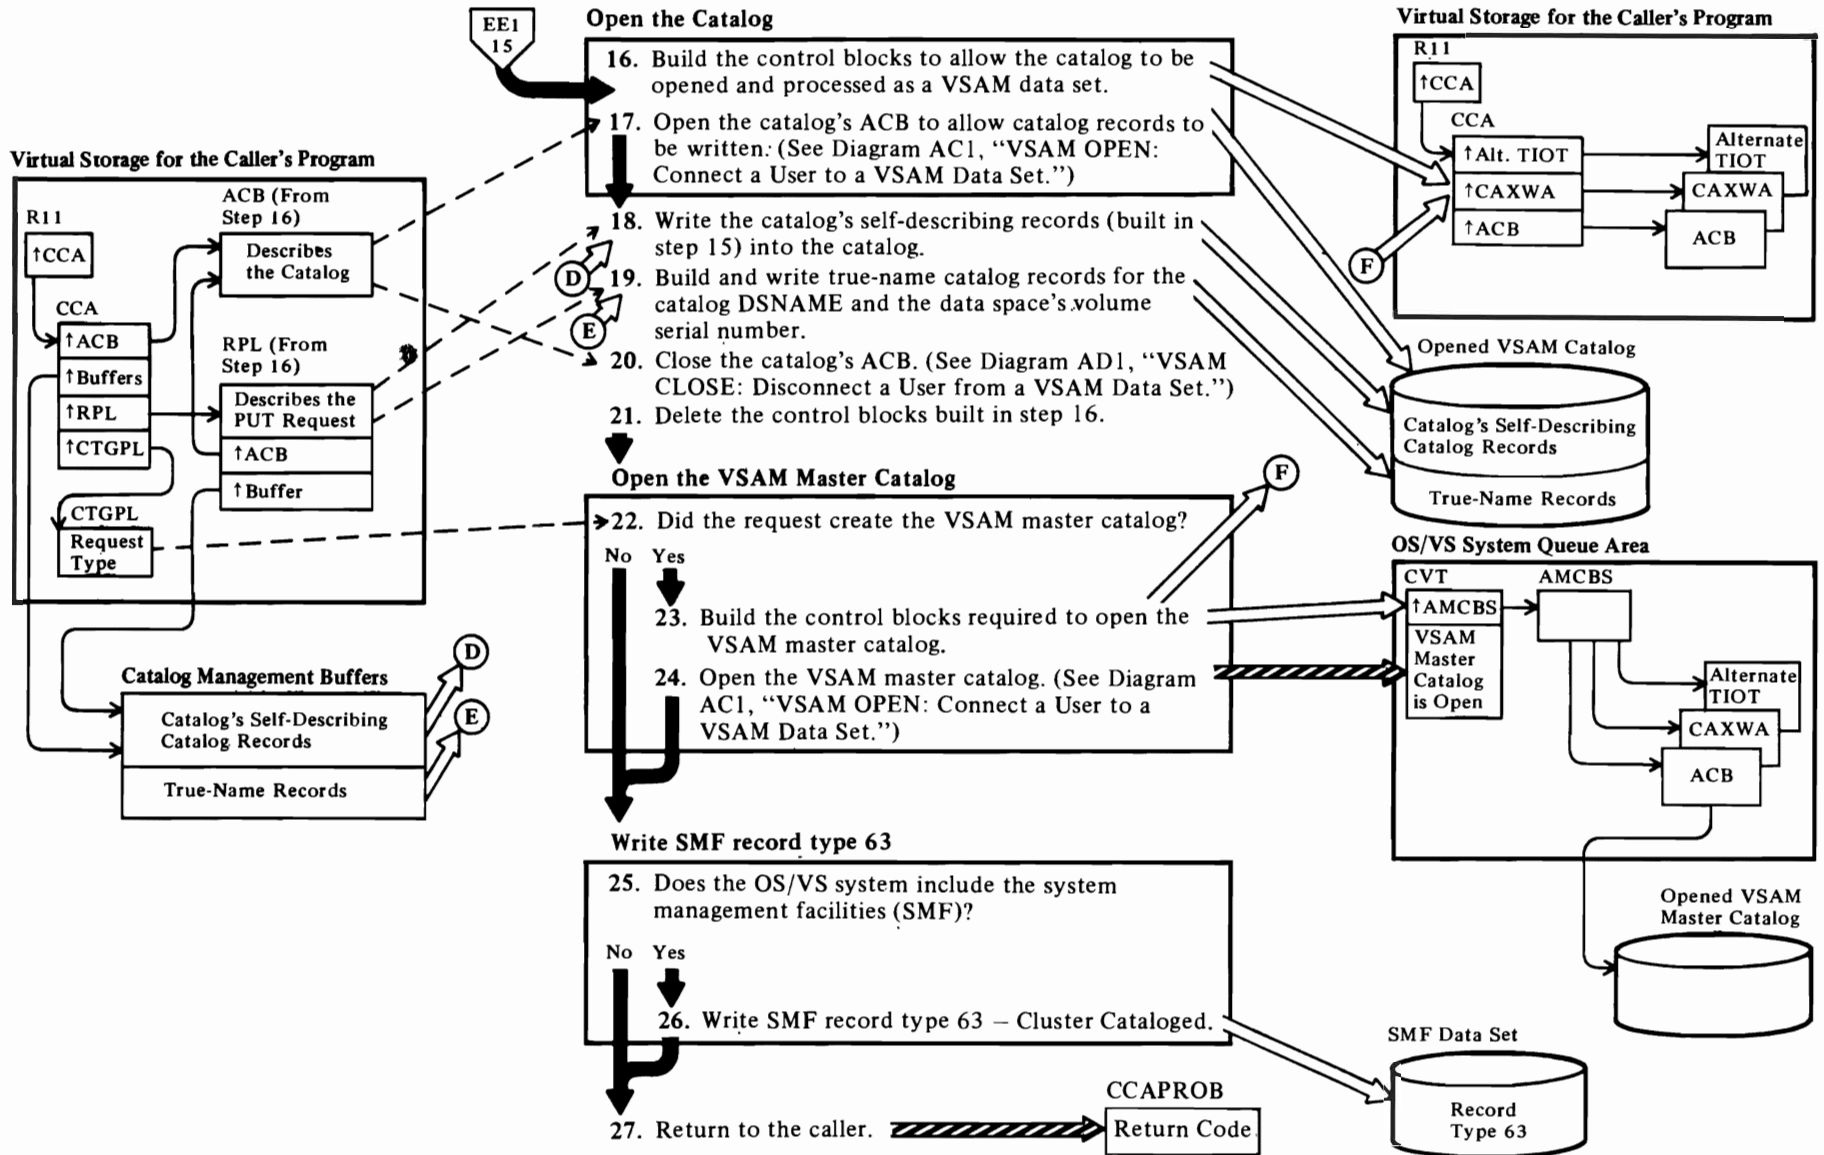 EE1
15
Open the Catalog
16. Build the control blocks to allow the catalog to be
opened and processed as a VSAM data set.
17. Open the catalog's ACB to allow catalog records to
be written. (See Diagram AC1, “VSAM OPEN:
Connect a User to a VSAM Data Set.”)
18. Write the catalog's self-describing records (built in
step 15) into the catalog.
D
19. Build and write true-name catalog records for the
catalog DSNAME and the data space's volume
serial number.
E
20. Close the catalog's ACB. (See Diagram AD1, “VSAM
CLOSE: Disconnect a User from a VSAM Data Set.”)
21. Delete the control blocks built in step 16.
Virtual Storage for the Caller's Program
R11
↑CCA
CCA
↑ACB
↑Buffers
↑RPL
↑CTGPL
CTGPL
Request
Type
ACB (From
Step 16)
Describes
the Catalog
RPL (From
Step 16)
Describes the
PUT Request
↑ACB
↑Buffer
Catalog Management Buffers
Catalog's Self-Describing
Catalog Records
True-Name Records
D
E
Open the VSAM Master Catalog
22. Did the request create the VSAM master catalog?
No Yes
23. Build the control blocks required to open the
VSAM master catalog.
24. Open the VSAM master catalog. (See Diagram
AC1, “VSAM OPEN: Connect a User to a
VSAM Data Set.”)
F
Write SMF record type 63
25. Does the OS/VS system include the system
management facilities (SMF)?
No Yes
26. Write SMF record type 63 – Cluster Cataloged.
27. Return to the caller.
CCAPROB
Return Code
Virtual Storage for the Caller's Program
R11
↑CCA
CCA
↑Alt. TIOT
↑CAXWA
↑ACB
Alternate
TIOT
CAXWA
ACB
F
Opened VSAM Catalog
Catalog's Self-Describing
Catalog Records
True-Name Records
OS/VS System Queue Area
CVT
↑AMCBS
VSAM
Master
Catalog
is Open
AMCBS
Alternate
TIOT
CAXWA
ACB
Opened VSAM
Master Catalog
SMF Data Set
Record
Type 63